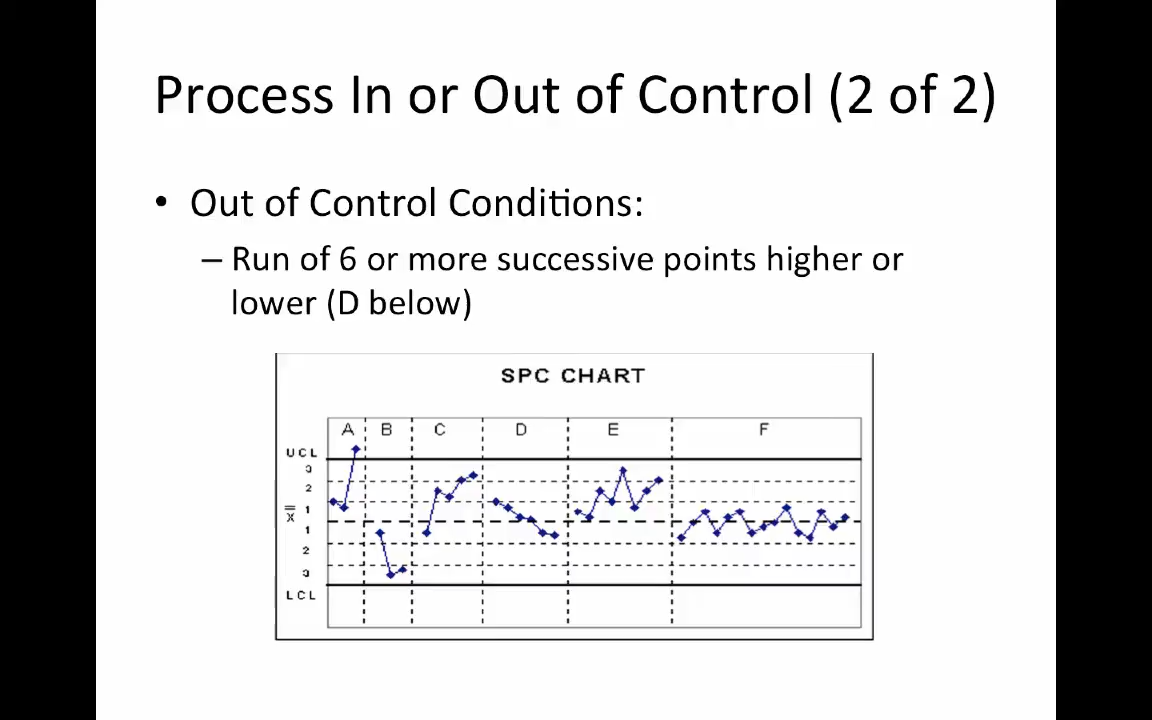 Process In or Out of Control (2 of 2)
• Out of Control Conditions:
– Run of 6 or more successive points higher or
lower (D below)
SPC CHART
A B C D E F
UCL
3
2
1
X̿
1
2
3
LCL